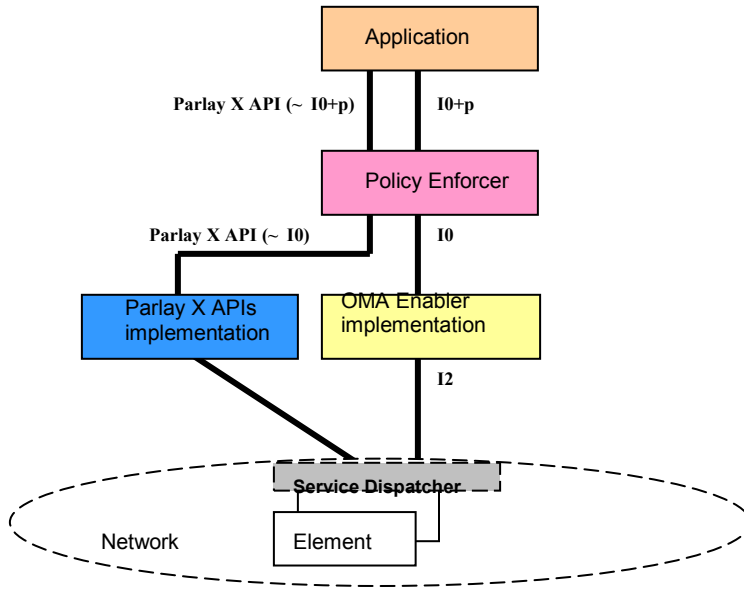 Application
Parlay X API (~ I0+p)
I0+p
Policy Enforcer
Parlay X API (~ I0)
I0
Parlay X APIs
implementation
OMA Enabler
implementation
I2
Service Dispatcher
Network
Element